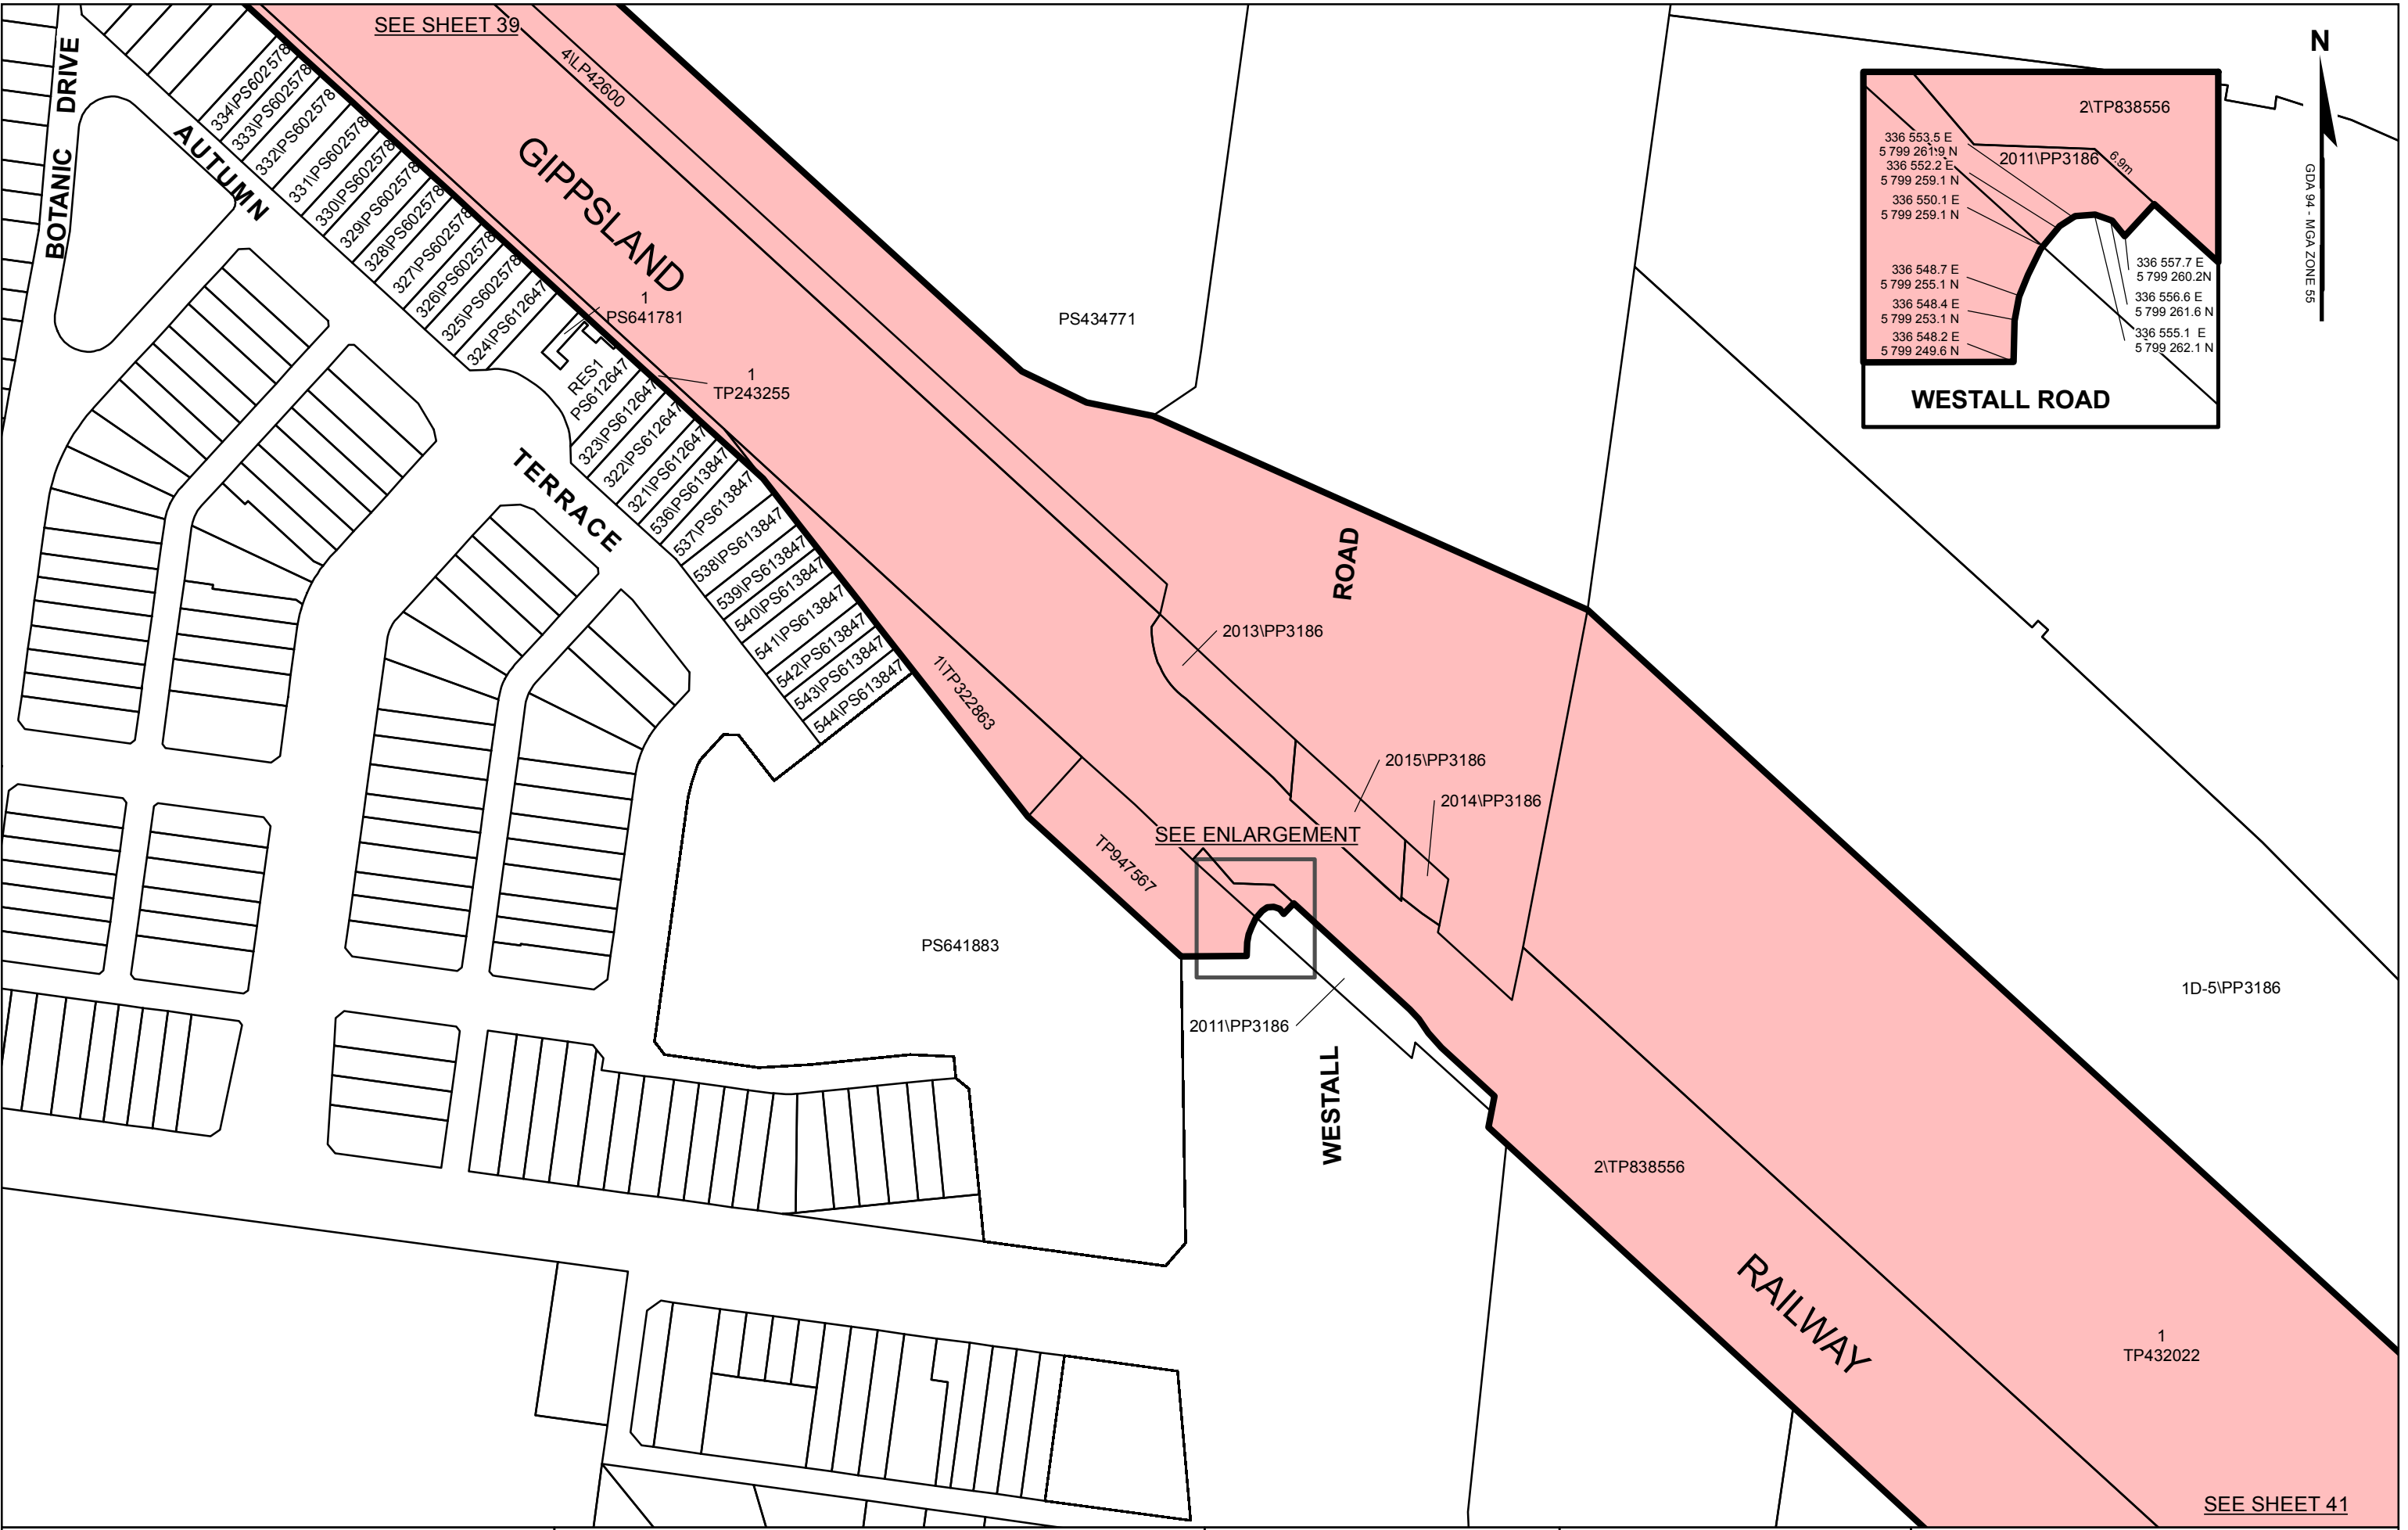 SEE SHEET 39
N
GDA 94 - MGA ZONE 55
BOTANIC DRIVE
AUTUMN
TERRACE
334\PS602578
333\PS602578
332\PS602578
331\PS602578
330\PS602578
329\PS602578
328\PS602578
327\PS602578
326\PS602578
325\PS602578
324\PS612647
1
PS641781
RES1
PS612647
1
TP243255
323\PS612647
322\PS612647
321\PS612647
536\PS613847
537\PS613847
538\PS613847
539\PS613847
540\PS613847
541\PS613847
542\PS613847
543\PS613847
544\PS613847
4\LP42600
GIPPSLAND
PS434771
ROAD
2013\PP3186
1\TP322863
2015\PP3186
2014\PP3186
SEE ENLARGEMENT
TP947567
PS641883
2011\PP3186
WESTALL
2\TP838556
1D-5\PP3186
RAILWAY
1
TP432022
SEE SHEET 41
2\TP838556
336 553.5 E
5 799 261.9 N
2011\PP3186
6.9m
336 552.2 E
5 799 259.1 N
336 550.1 E
5 799 259.1 N
336 548.7 E
5 799 255.1 N
336 548.4 E
5 799 253.1 N
336 548.2 E
5 799 249.6 N
336 557.7 E
5 799 260.2N
336 556.6 E
5 799 261.6 N
336 555.1 E
5 799 262.1 N
WESTALL ROAD